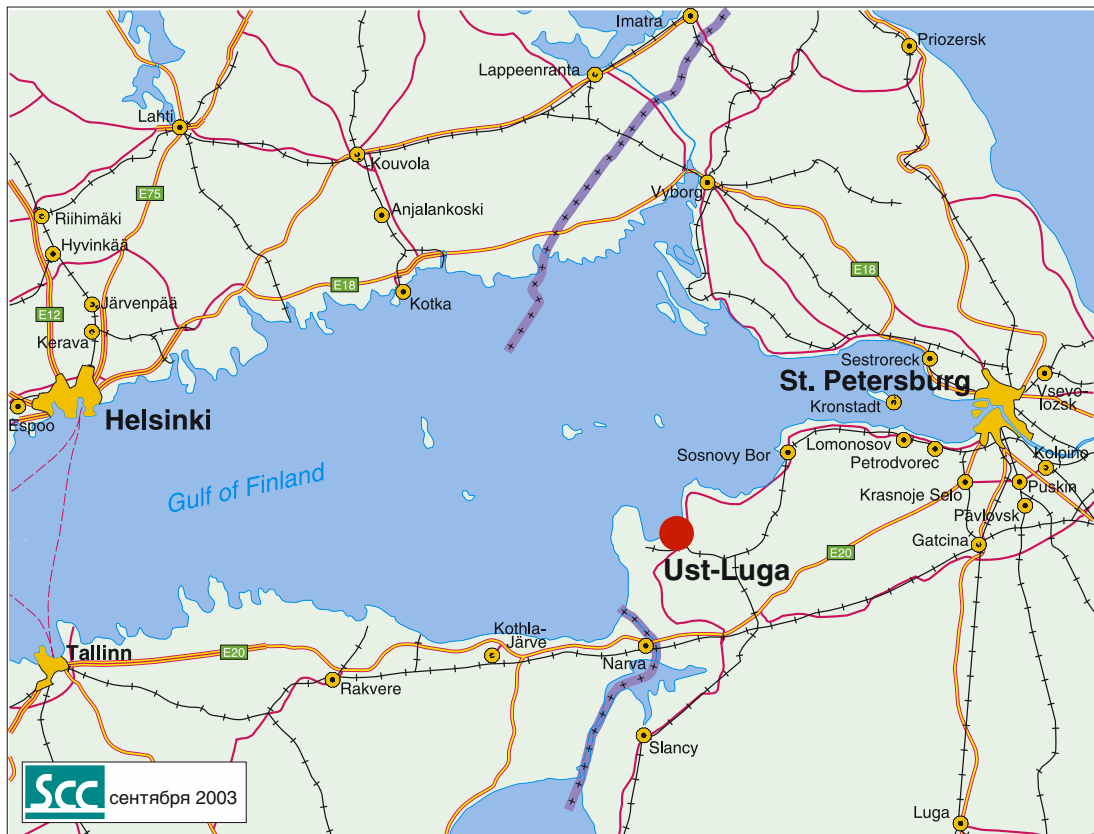 Imatra
Priozersk
Lappeenranta
Lahti
Kouvola
Vyborg
E75
Riihimäki
Anjalankoski
Hyvinkää
E18
E18
Järvenpää
Kotka
E12
Kerava
Sestroreck
St. Petersburg
Vsevo-
lozsk
Kronstadt
Helsinki
Espoo
Lomonosov
Petrodvorec
Sosnovy Bor
Kolpino
Gulf of Finland
Krasnoje Selo
Puskin
Pavlovsk
Gatcina
E20
Ust-Luga
Kothla-
Järve
Tallinn
E20
Narva
Rakvere
Slancy
Scc сентября 2003
Luga